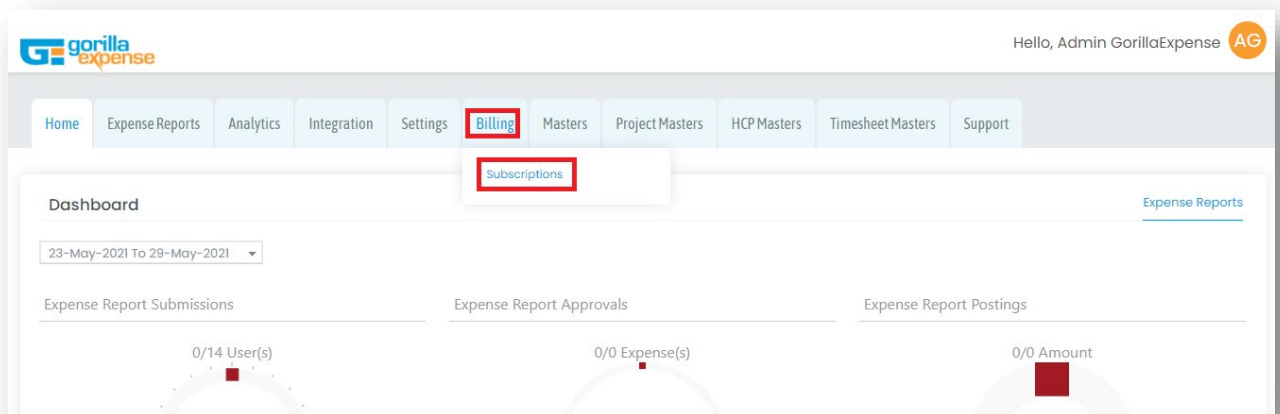 gorilla
expense
Hello, Admin GorillaExpense AG
Home Expense Reports Analytics Integration Settings Billing Masters Project Masters HCP Masters Timesheet Masters Support
Subscriptions
Dashboard Expense Reports
23-May-2021 To 29-May-2021
Expense Report Submissions Expense Report Approvals Expense Report Postings
0/14 User(s) 0/0 Expense(s) 0/0 Amount